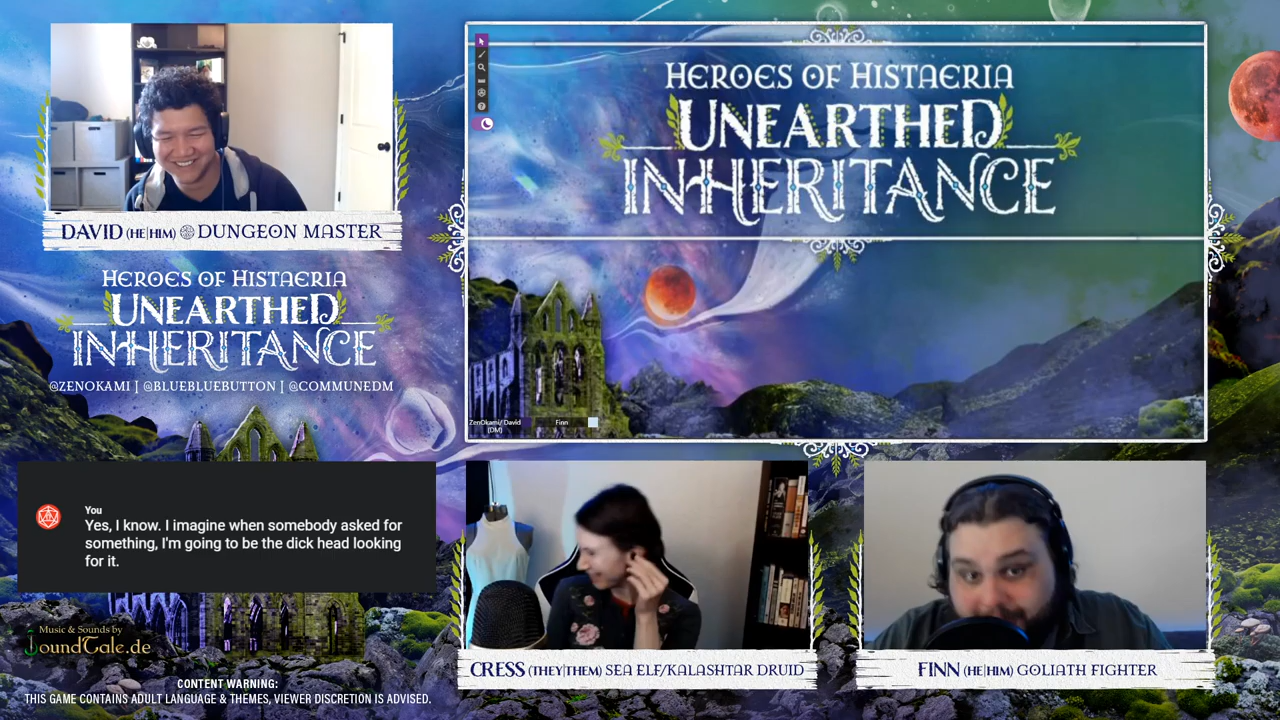 DAVID (HE|HIM) DUNGEON MASTER
HEROES OF HISTAERIA
UNEARTHED
INHERITANCE
@ZENOKAMI | @BLUEBLUEBUTTON | @COMMUNEDM
HEROES OF HISTAERIA
UNEARTHED
INHERITANCE
ZenOkami/ David
(DM)
Finn
You
Yes, I know. I imagine when somebody asked for
something, I'm going to be the dick head looking
for it.
Music & Sounds by
SoundTale.de
CONTENT WARNING:
THIS GAME CONTAINS ADULT LANGUAGE & THEMES, VIEWER DISCRETION IS ADVISED.
CRESS (THEY|THEM) SEA ELF/KALASHTAR DRUID
FINN (HE|HIM) GOLIATH FIGHTER